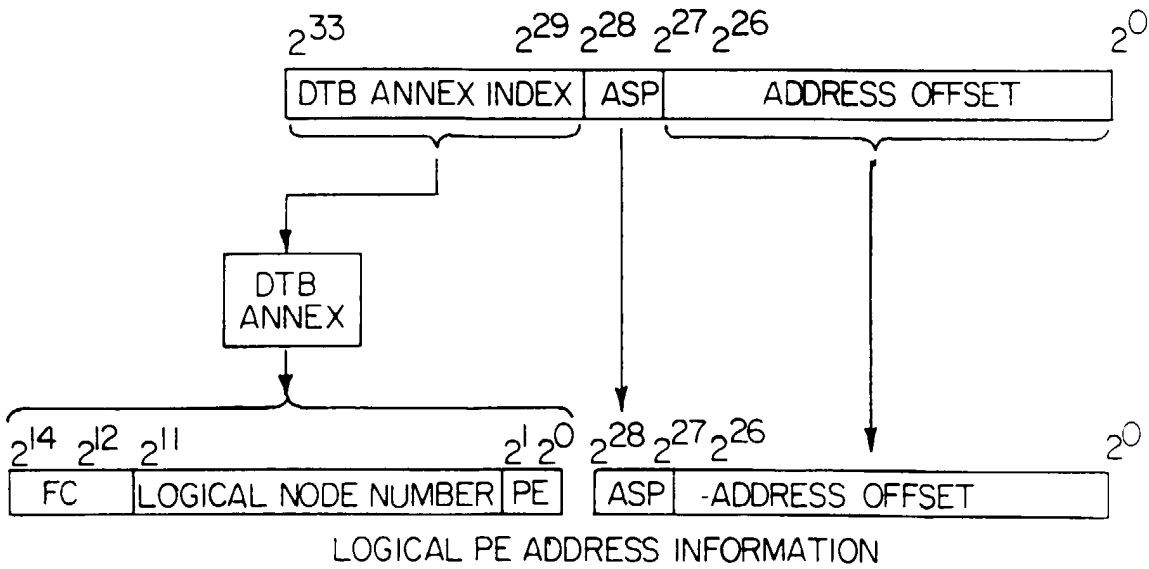 2^33 2^29 2^28 2^27 2^26 2^0
DTB ANNEX INDEX ASP ADDRESS OFFSET
DTB
ANNEX
2^14 2^12 2^11 2^1 2^0 2^28 2^27 2^26 2^0
FC LOGICAL NODE NUMBER PE ASP -ADDRESS OFFSET
LOGICAL PE ADDRESS INFORMATION